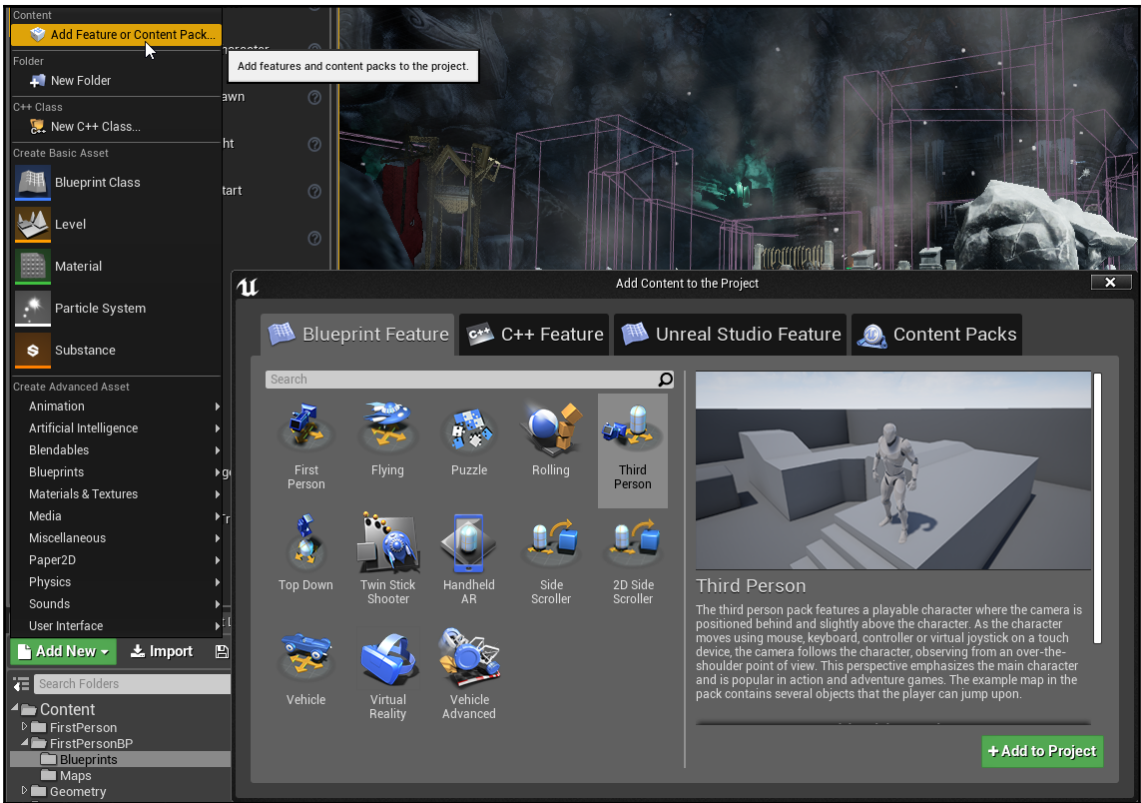 Content
Add Feature or Content Pack...
Add features and content packs to the project.
Folder
New Folder
C++ Class
New C++ Class...
Create Basic Asset
Blueprint Class
Level
Material
Particle System
Substance
Create Advanced Asset
Animation
Artificial Intelligence
Blendables
Blueprints
Materials & Textures
Media
Miscellaneous
Paper2D
Physics
Sounds
User Interface
awn
ht
tart
Add New
Import
Search Folders
Content
FirstPerson
FirstPersonBP
Blueprints
Maps
Geometry
Add Content to the Project
Blueprint Feature
C++ C++ Feature
Unreal Studio Feature
Content Packs
Search
First
Person
Flying
Puzzle
Rolling
Third
Person
Top Down
Twin Stick
Shooter
Handheld
AR
Side
Scroller
2D Side
Scroller
Vehicle
Virtual
Reality
Vehicle
Advanced
Third Person
The third person pack features a playable character where the camera is
positioned behind and slightly above the character. As the character
moves using mouse, keyboard, controller or virtual joystick on a touch
device, the camera follows the character, observing from an over-the-
shoulder point of view. This perspective emphasizes the main character
and is popular in action and adventure games. The example map in the
pack contains several objects that the player can jump upon.
+ Add to Project